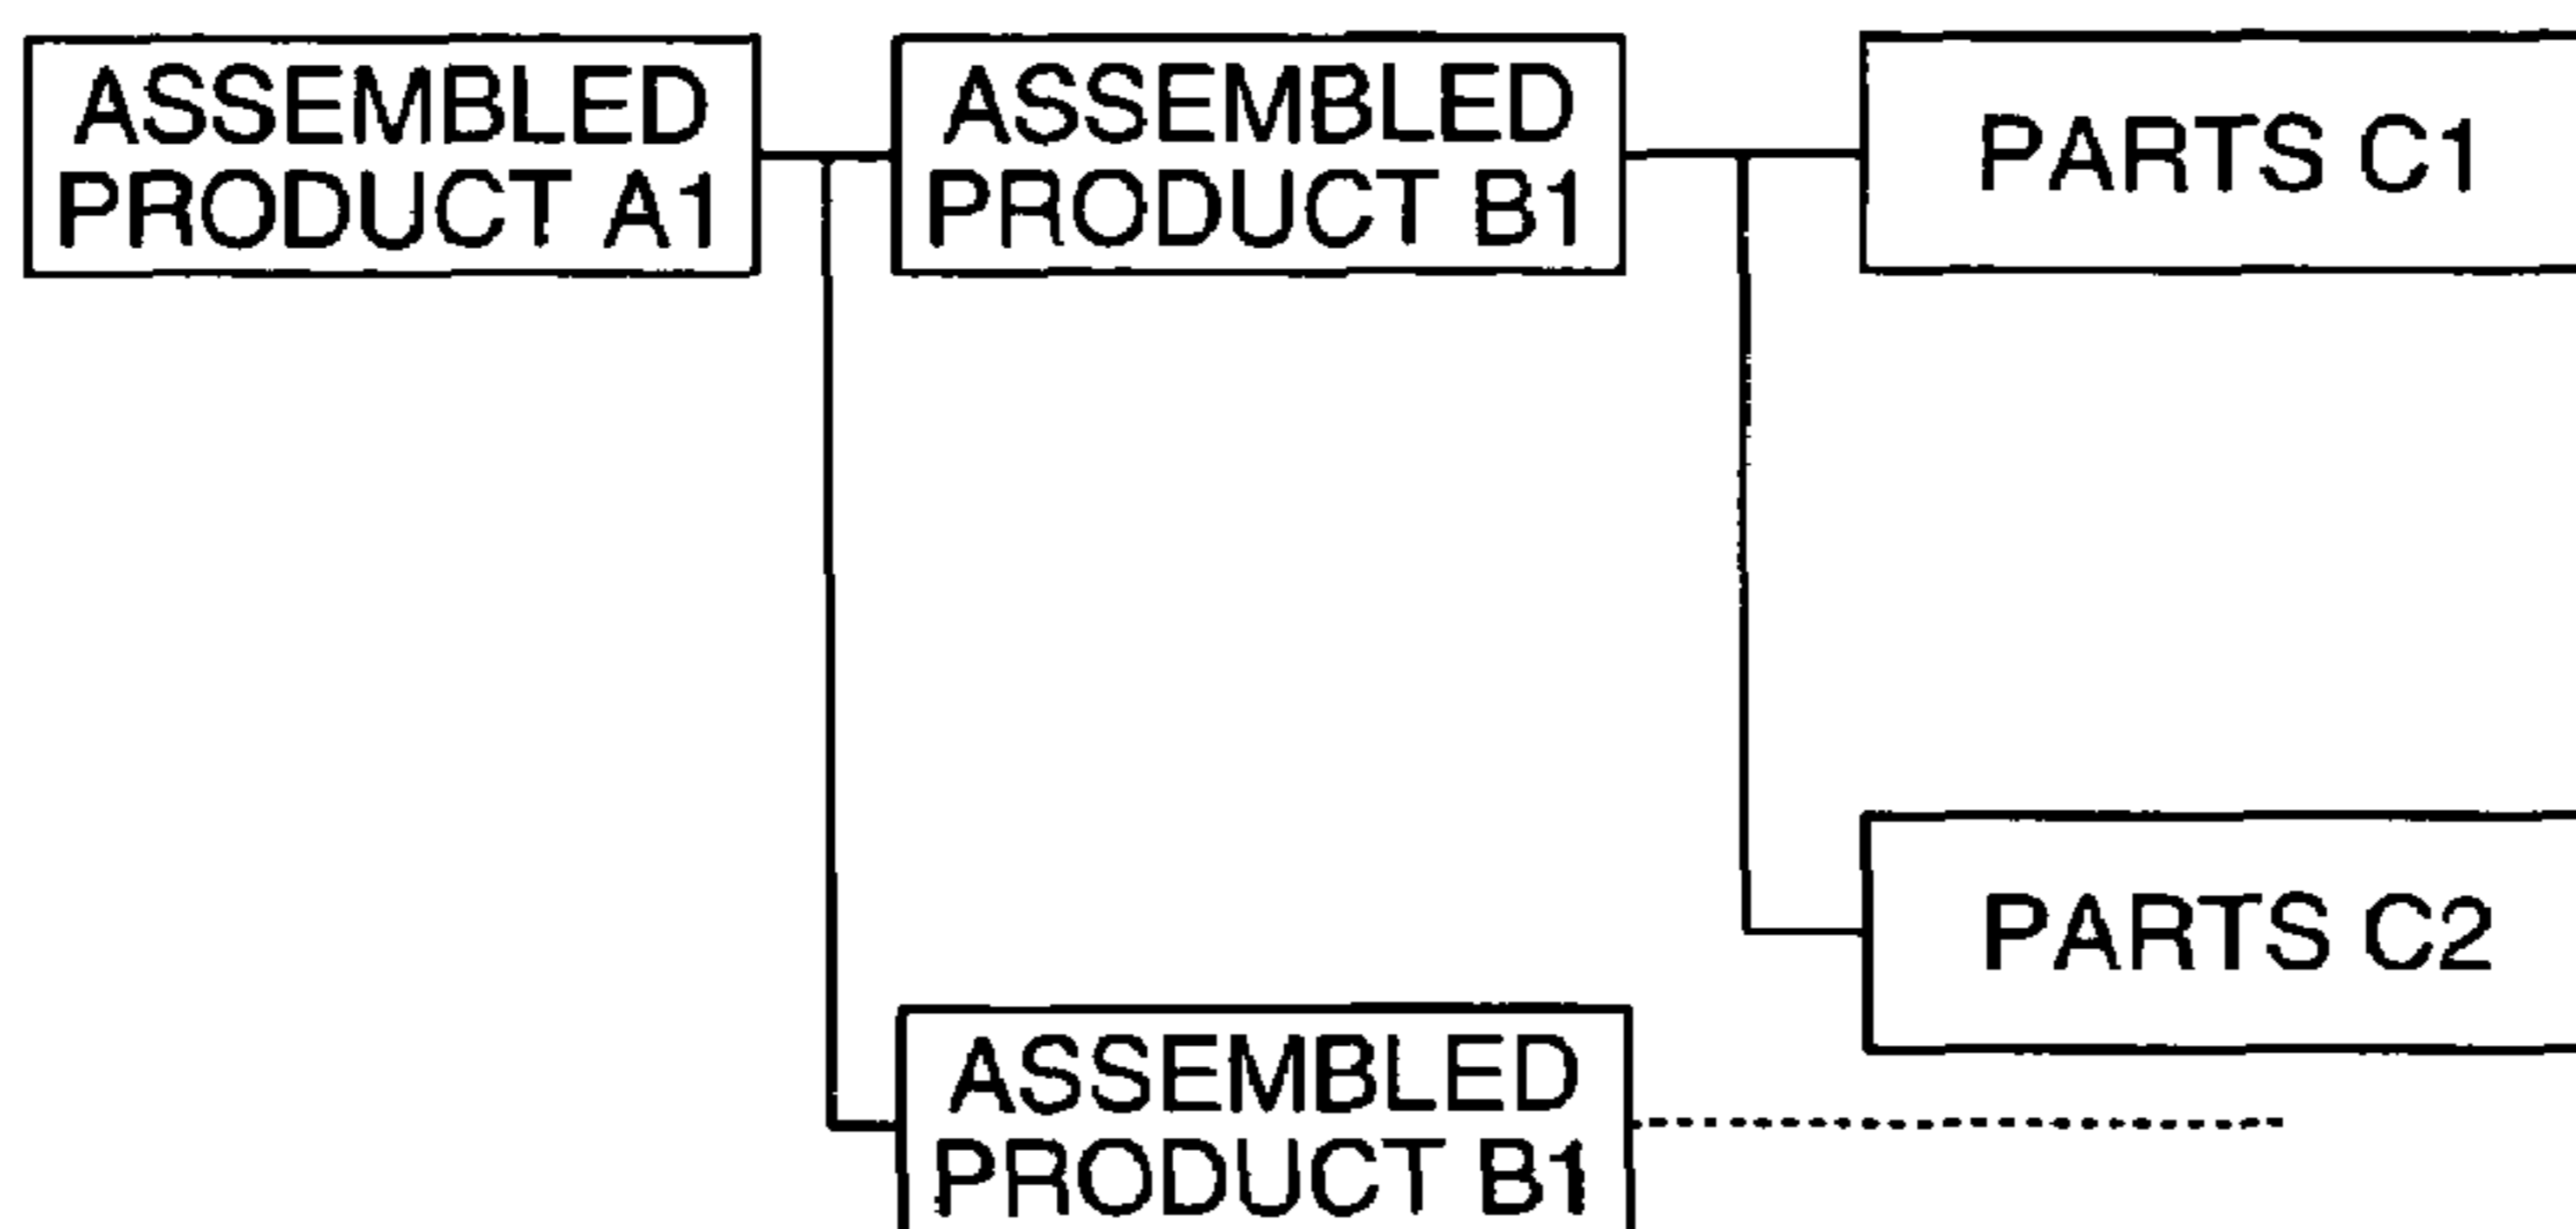 ASSEMBLED
PRODUCT A1
ASSEMBLED
PRODUCT B1
PARTS C1
PARTS C2
ASSEMBLED
PRODUCT B1